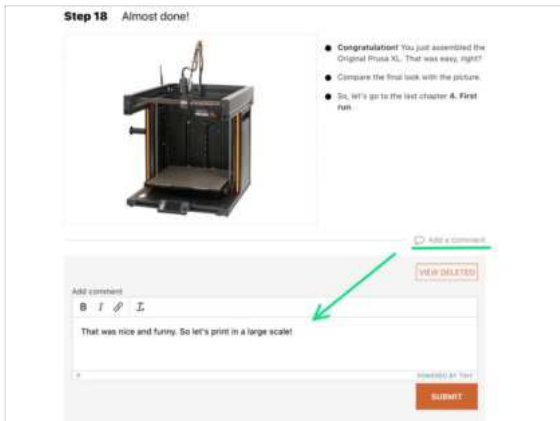 Step 18 Almost done!
Congratulation! You just assembled the
Original Prusa XL. That was easy, right?
Compare the final look with the picture.
So, let's go to the last chapter 4. First
run.
Add a comment
VIEW DELETED
Add comment
B I
That was nice and funny. So let's print in a large scale!
POWERED BY TINY
SUBMIT